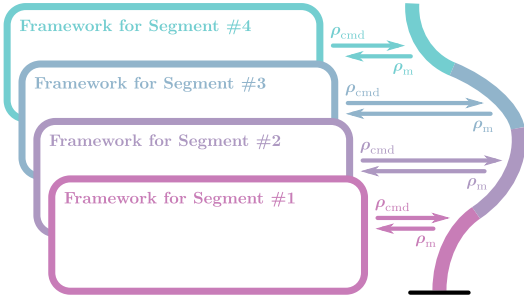 Framework for Segment #4
ρcmd
ρm
Framework for Segment #3
ρcmd
ρm
Framework for Segment #2
ρcmd
ρm
Framework for Segment #1
ρcmd
ρm